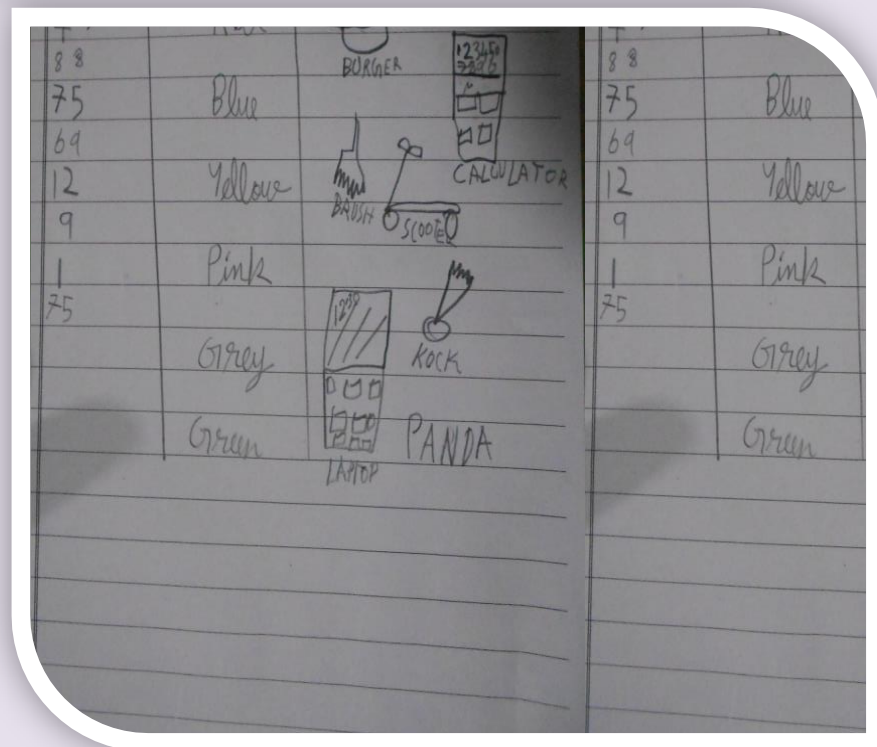 88
BURGER
75 Blue
69
CALCULATOR
12 Yellow
BRUSH
9 SCOOTER
1 Pink
75
KOCK
Grey
PANDA
Green
LAPTOP
88
75 Blue
69
12 Yellow
9
1 Pink
75
Grey
Green